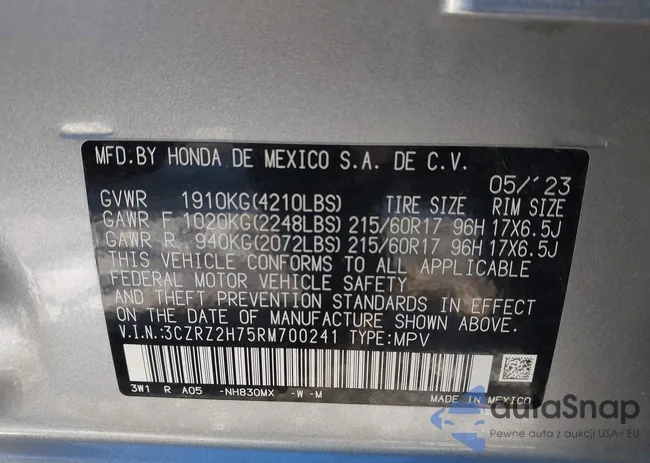 MFD.BY HONDA DE MEXICO S.A. DE C.V.
05/'23
GVWR 1910KG(4210LBS) TIRE SIZE RIM SIZE
GAWR F 1020KG(2248LBS) 215/60R17 96H 17X6.5J
GAWR R 940KG(2072LBS) 215/60R17 96H 17X6.5J
THIS VEHICLE CONFORMS TO ALL APPLICABLE
FEDERAL MOTOR VEHICLE SAFETY
AND THEFT PREVENTION STANDARDS IN EFFECT
ON THE DATE OF MANUFACTURE SHOWN ABOVE.
V.I.N.:3CZRZ2H75RM700241 TYPE:MPV
3W1 R A05 -NH830MX -W -M MADE IN MEXICO
autaSnap
Pewne auta z aukcji USA i EU